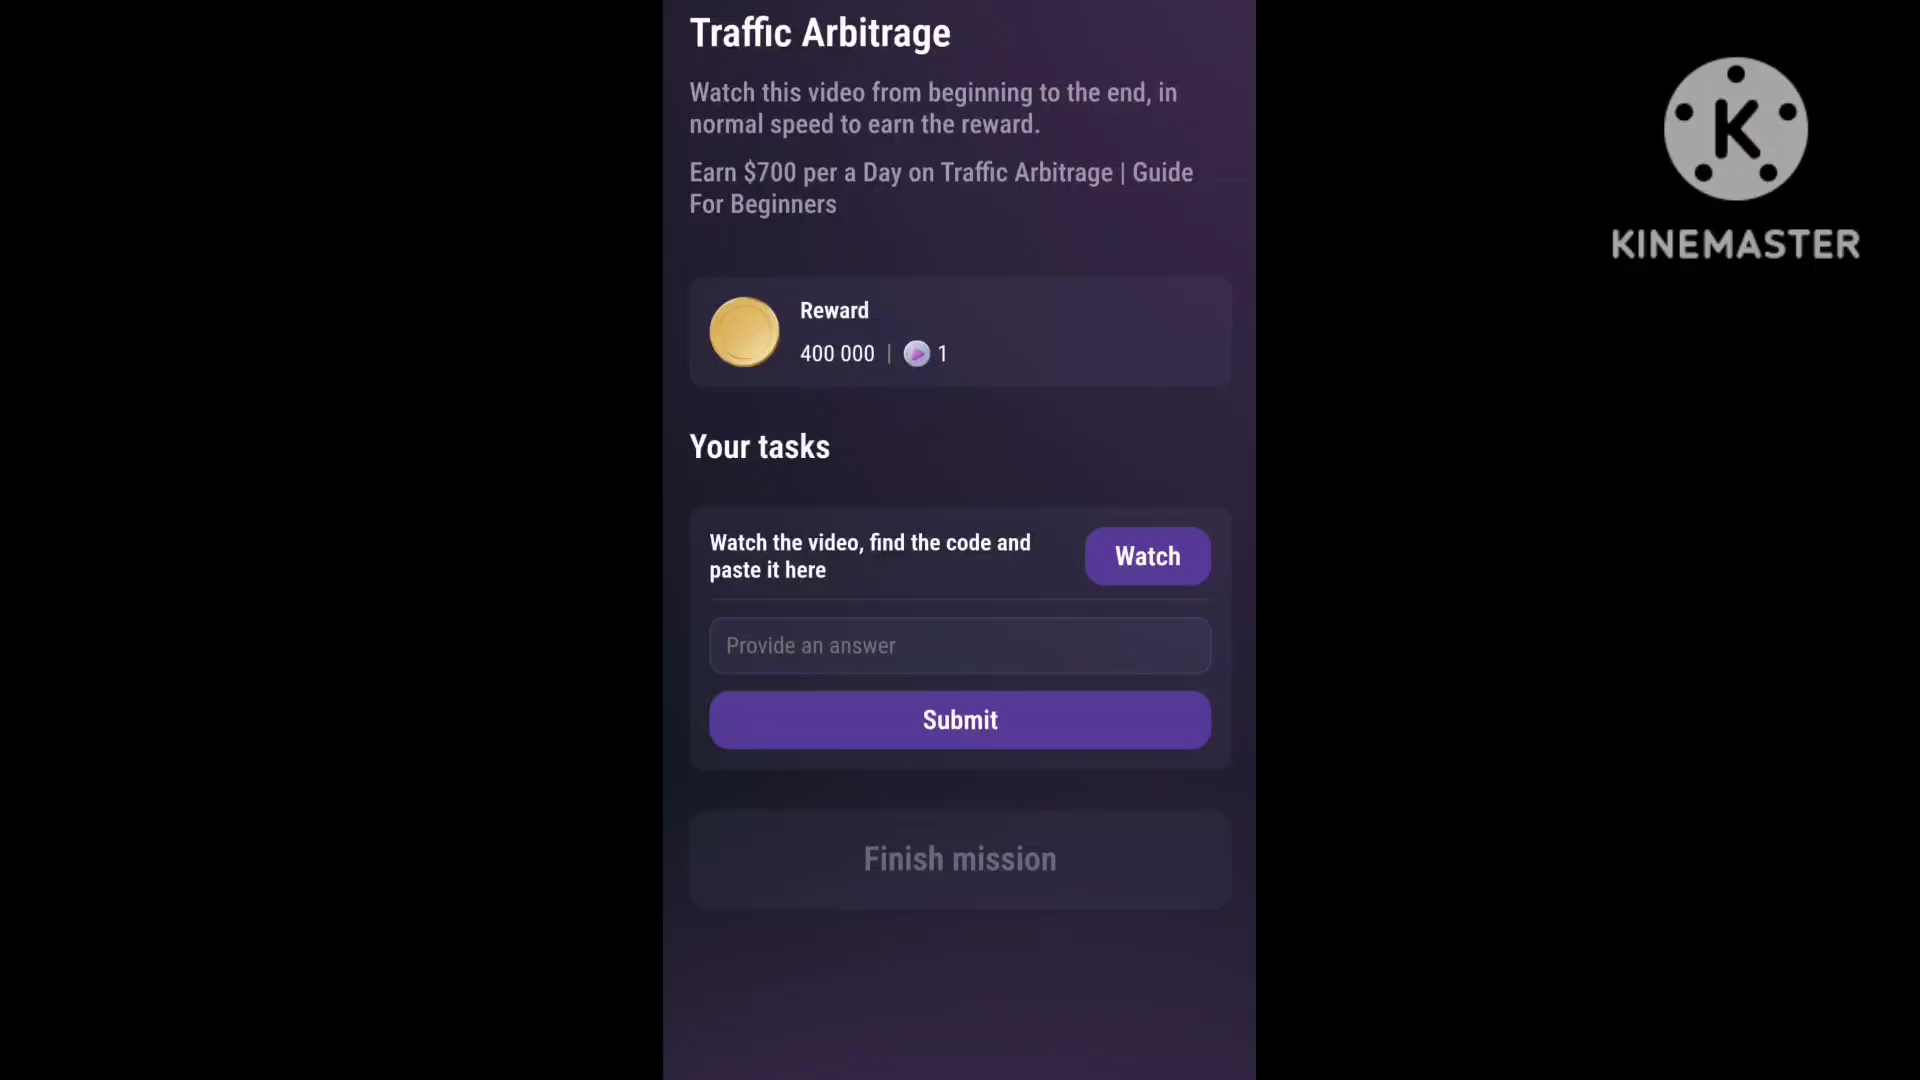 Traffic Arbitrage
Watch this video from beginning to the end, in
normal speed to earn the reward.
Earn $700 per a Day on Traffic Arbitrage | Guide
For Beginners
Reward
400 000 | 1
Your tasks
Watch the video, find the code and
paste it here
Watch
Provide an answer
Submit
Finish mission
K
KINEMASTER